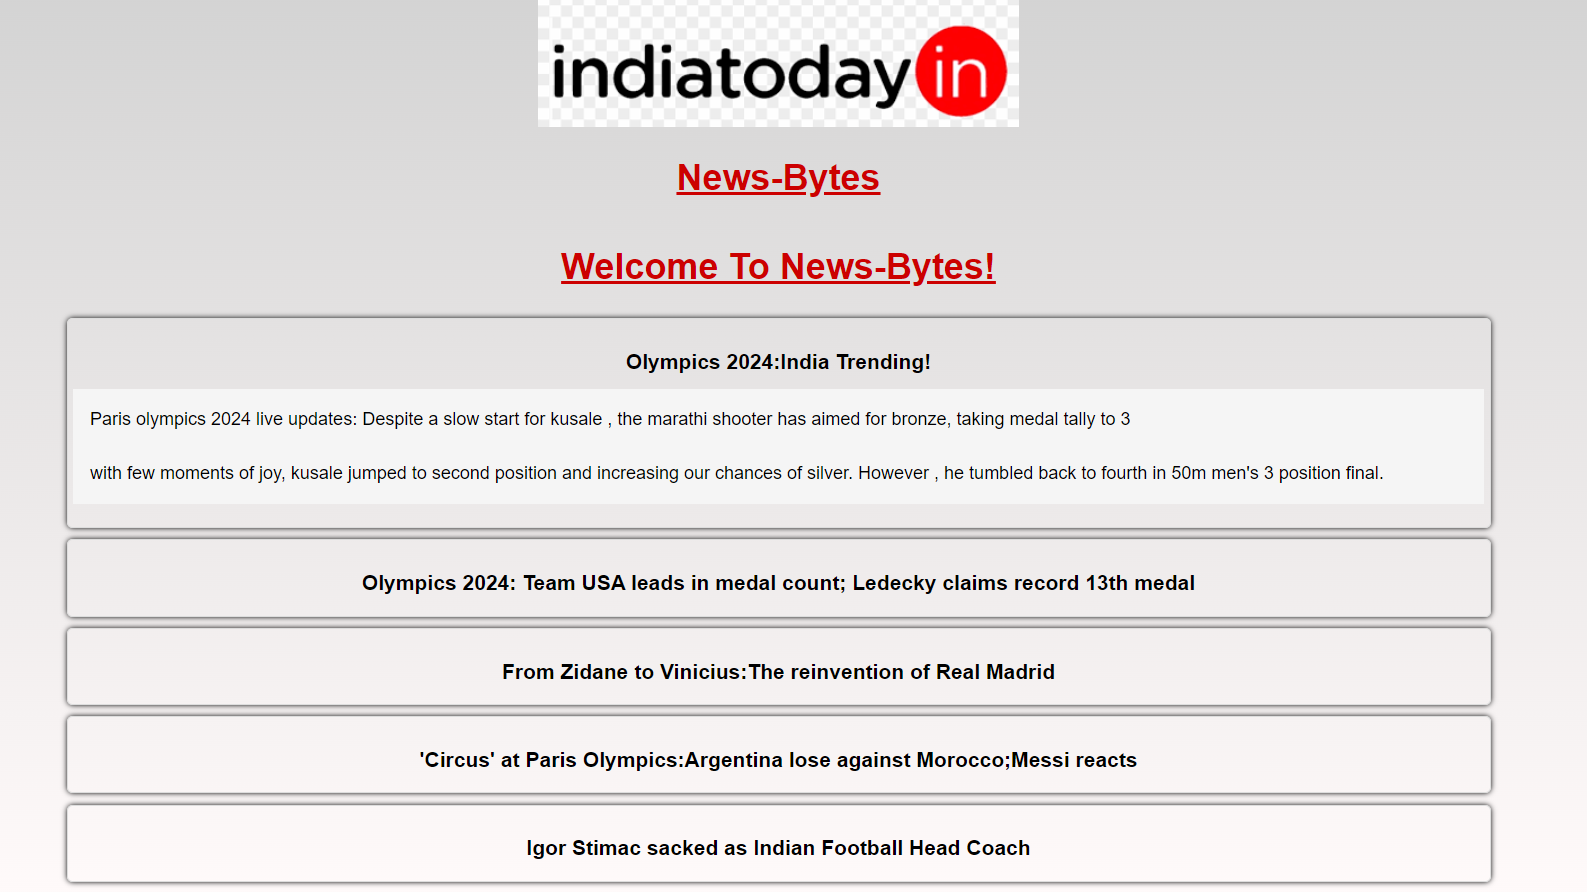 indiatoday in
News-Bytes
Welcome To News-Bytes!
Olympics 2024:India Trending!
Paris olympics 2024 live updates: Despite a slow start for kusale , the marathi shooter has aimed for bronze, taking medal tally to 3
with few moments of joy, kusale jumped to second position and increasing our chances of silver. However , he tumbled back to fourth in 50m men's 3 position final.
Olympics 2024: Team USA leads in medal count; Ledecky claims record 13th medal
From Zidane to Vinicius:The reinvention of Real Madrid
'Circus' at Paris Olympics:Argentina lose against Morocco;Messi reacts
Igor Stimac sacked as Indian Football Head Coach